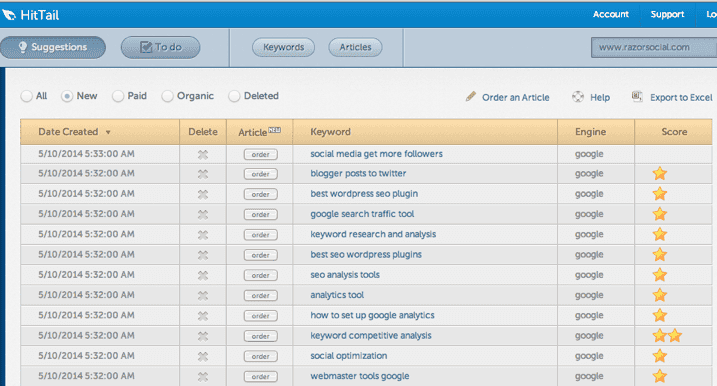 HitTail Account Support Lo
Suggestions To do Keywords Articles www.razorsocial.com
All New Paid Organic Deleted Order an Article Help Export to Excel
Date Created Delete Article NEW Keyword Engine Score
5/10/2014 5:33:00 AM order social media get more followers google
5/10/2014 5:32:00 AM order blogger posts to twitter google
5/10/2014 5:32:00 AM order best wordpress seo plugin google
5/10/2014 5:32:00 AM order google search traffic tool google
5/10/2014 5:32:00 AM order keyword research and analysis google
5/10/2014 5:32:00 AM order best seo wordpress plugins google
5/10/2014 5:32:00 AM order seo analysis tools google
5/10/2014 5:32:00 AM order analytics tool google
5/10/2014 5:32:00 AM order how to set up google analytics google
5/10/2014 5:32:00 AM order keyword competitive analysis google
5/10/2014 5:32:00 AM order social optimization google
5/10/2014 5:32:00 AM order webmaster tools google google